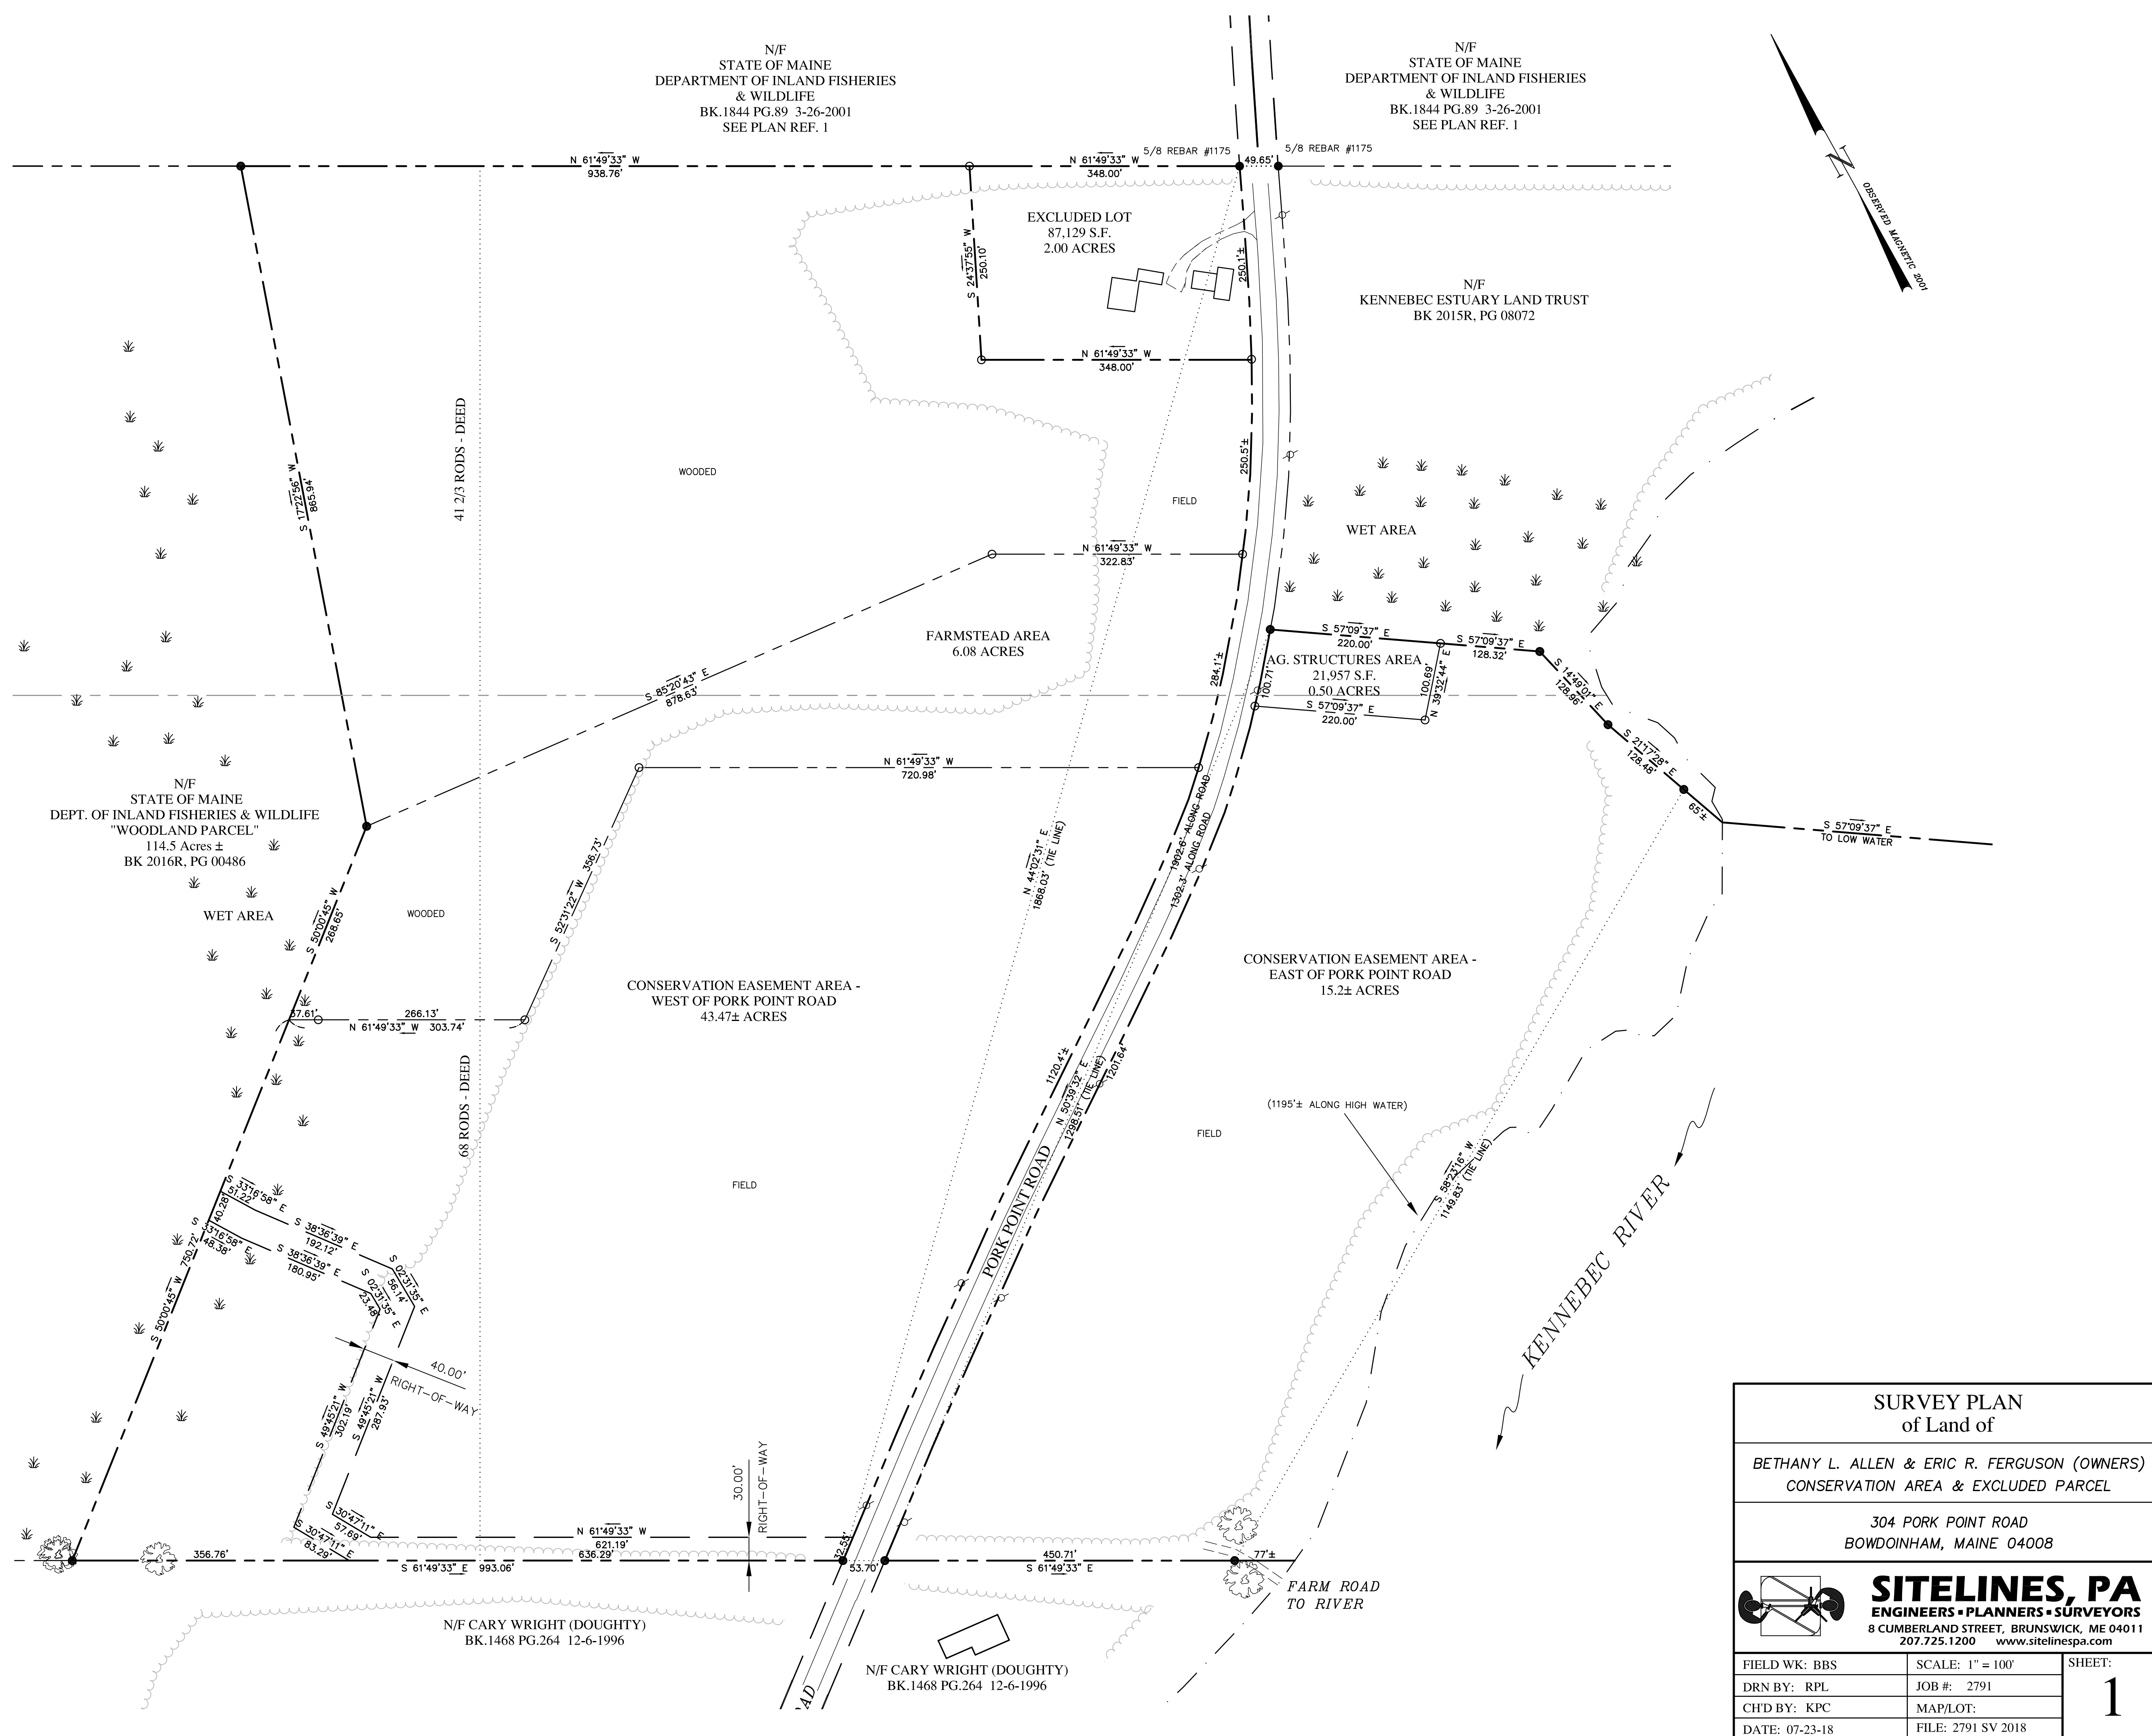 N/F
STATE OF MAINE
DEPARTMENT OF INLAND FISHERIES
& WILDLIFE
BK.1844 PG.89 3-26-2001
SEE PLAN REF. 1
N/F
STATE OF MAINE
DEPARTMENT OF INLAND FISHERIES
& WILDLIFE
BK.1844 PG.89 3-26-2001
SEE PLAN REF. 1
N
OBSERVED MAGNETIC 2001
N 61°49'33" W
938.76'
N 61°49'33" W
348.00'
5/8 REBAR #1175
49.65'
5/8 REBAR #1175
EXCLUDED LOT
87,129 S.F.
2.00 ACRES
S 24°37'55" W
250.10'
250.1'±
N/F
KENNEBEC ESTUARY LAND TRUST
BK 2015R, PG 08072
N 61°49'33" W
348.00'
41 2/3 RODS - DEED
S 17°22'56" W
865.94'
WOODED
250.5'±
FIELD
WET AREA
N 61°49'33" W
322.83'
FARMSTEAD AREA
6.08 ACRES
S 85°20'43" E
878.63'
284.1'±
S 57°09'37" E
220.00'
S 57°09'37" E
128.32'
AG. STRUCTURES AREA
21,957 S.F.
0.50 ACRES
100.71'
100.69'
N 39°32'44" E
S 57°09'37" E
220.00'
S 14°49'01" E
128.96'
S 21°17'28" E
128.48'
65'±
S 57°09'37" E
TO LOW WATER
N 61°49'33" W
720.98'
N/F
STATE OF MAINE
DEPT. OF INLAND FISHERIES & WILDLIFE
"WOODLAND PARCEL"
114.5 Acres ±
BK 2016R, PG 00486
WET AREA
S 50°00'45" W
268.65'
WOODED
S 52°31'22" W 356.73'
N 44°02'31" E
1868.03' (TIE LINE)
1902.6' ALONG ROAD
1302.3' ALONG ROAD
CONSERVATION EASEMENT AREA -
WEST OF PORK POINT ROAD
43.47± ACRES
CONSERVATION EASEMENT AREA -
EAST OF PORK POINT ROAD
15.2± ACRES
37.61'
266.13'
N 61°49'33" W 303.74'
68 RODS - DEED
1120.4'±
N 50°39'32" E
1298.51' (TIE LINE)
1201.64'
(1195'± ALONG HIGH WATER)
FIELD
FIELD
S 58°23'16" W
1149.83' (TIE LINE)
PORK POINT ROAD
KENNEBEC RIVER
S 33°16'58" E
51.22'
40.28'
S 33°16'58" E
48.38'
S 38°36'39" E
192.12'
S 38°36'39" E
180.95'
S 02°31'35" E
56.14'
S 02°31'35" E
23.48'
S 50°00'45" W 750.72'
40.00'
RIGHT-OF-WAY
S 49°45'21" W
302.19'
S 49°45'21" W
287.93'
30.00'
RIGHT-OF-WAY
S 30°47'11" E
57.69'
S 30°47'11" E
83.29'
N 61°49'33" W
621.19'
636.29'
356.76'
S 61°49'33" E 993.06'
32.55'
53.70'
450.71'
S 61°49'33" E
77'±
FARM ROAD
TO RIVER
N/F CARY WRIGHT (DOUGHTY)
BK.1468 PG.264 12-6-1996
N/F CARY WRIGHT (DOUGHTY)
BK.1468 PG.264 12-6-1996
AD
SURVEY PLAN
of Land of
BETHANY L. ALLEN & ERIC R. FERGUSON (OWNERS)
CONSERVATION AREA & EXCLUDED PARCEL
304 PORK POINT ROAD
BOWDOINHAM, MAINE 04008
SITELINES, PA
ENGINEERS ▪ PLANNERS ▪ SURVEYORS
8 CUMBERLAND STREET, BRUNSWICK, ME 04011
207.725.1200 www.sitelinespa.com
FIELD WK: BBS
SCALE: 1" = 100'
SHEET:
DRN BY: RPL
JOB #: 2791
1
CH'D BY: KPC
MAP/LOT:
DATE: 07-23-18
FILE: 2791 SV 2018